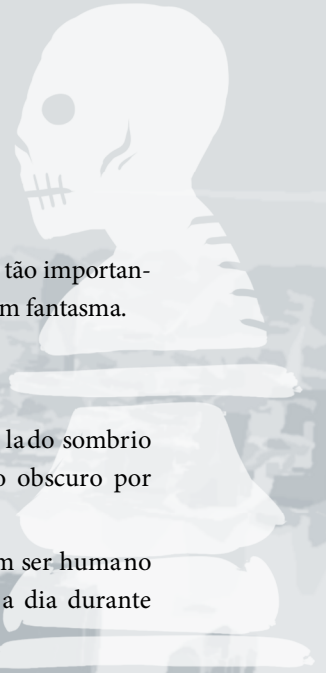 tão importan-
m fantasma.
lado sombrio
o obscuro por
m ser humano
a dia durante